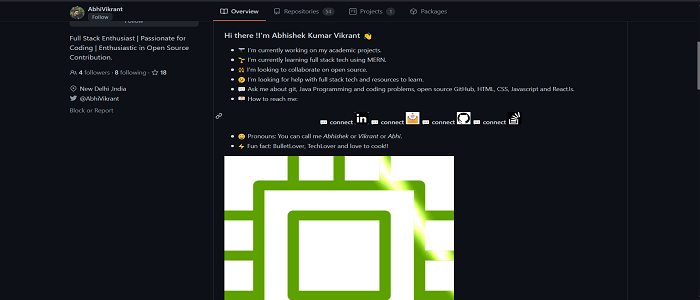 AbhiVikrant
Follow
Overview
Repositories 34
Projects 1
Packages
Follow
Full Stack Enthusiast | Passionate for
Coding | Enthusiastic in Open Source
Contribution.
4 followers · 8 following · 18
New Delhi ,India
@AbhiVikrant
Block or Report
Hi there !I'm Abhishek Kumar Vikrant
I'm currently working on my academic projects.
I'm currently learning full stack tech using MERN.
I'm looking to collaborate on open source.
I'm looking for help with full stack tech and resources to learn.
Ask me about git, Java Programming and coding problems, open source GitHub, HTML, CSS, Javascript and ReactJs.
How to reach me:
connect in connect connect connect
Pronouns: You can call me Abhishek or Vikrant or Abhi.
Fun fact: BulletLover, TechLover and love to cook!!